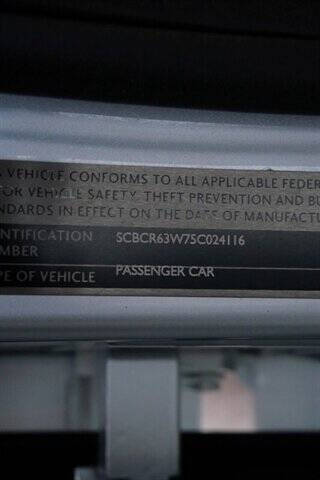 VEHICLE CONFORMS TO ALL APPLICABLE FEDER
OR VEHICLE SAFETY, THEFT PREVENTION AND BU
NDARDS IN EFFECT ON THE DATE OF MANUFACTU
NTIFICATION SCBCR63W75C024116
MBER
PE OF VEHICLE PASSENGER CAR